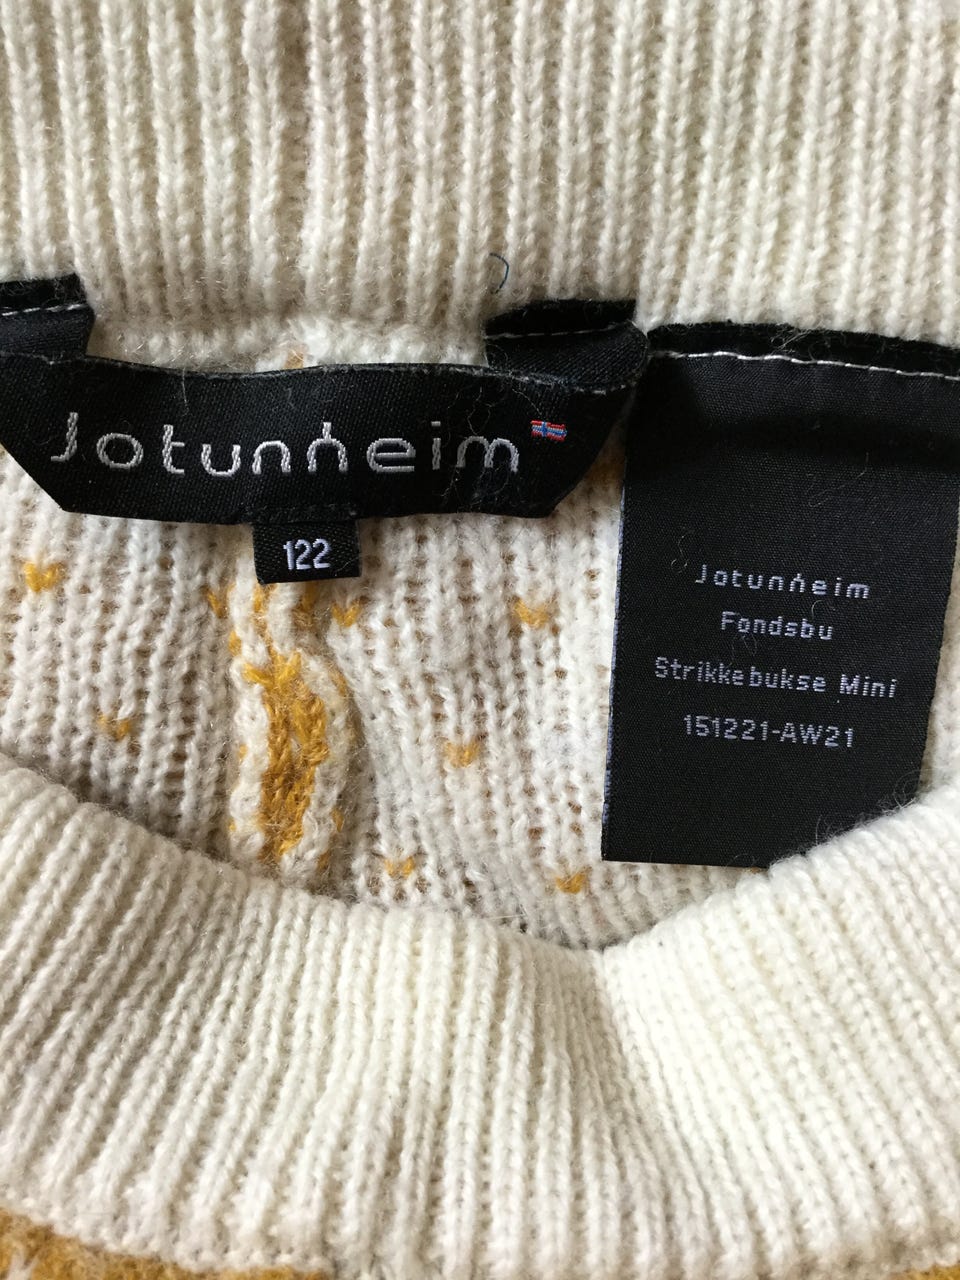 Jotunheim
122
Jotunheim
Fondsbu
Strikkebukse Mini
151221-AW21